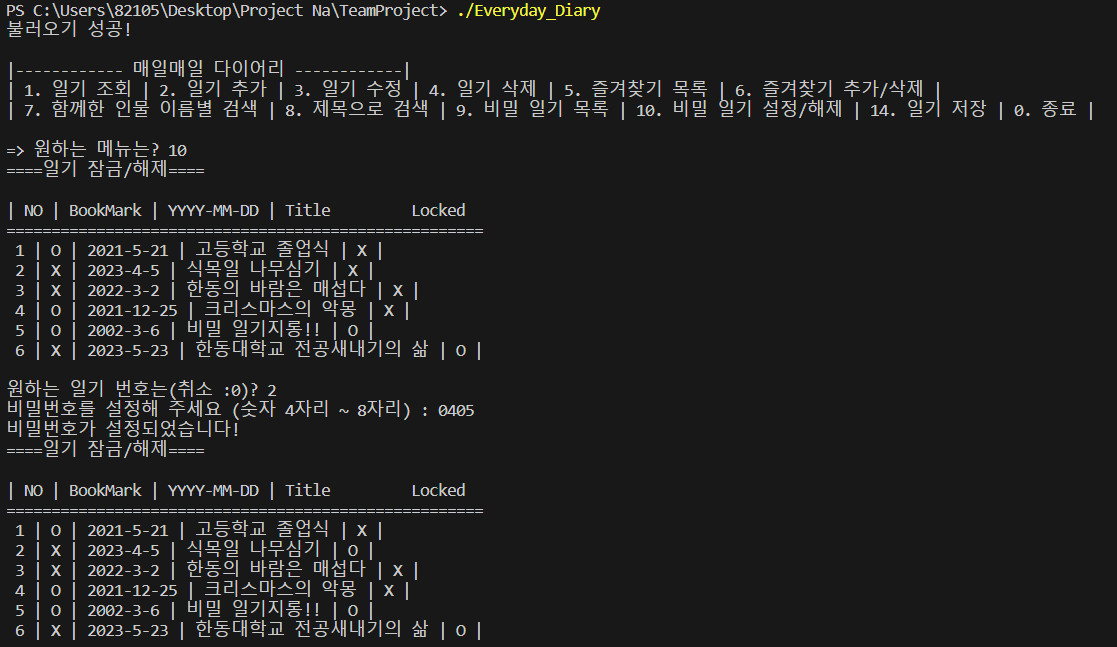 PS C:\Users\82105\Desktop\Project Na\TeamProject> ./Everyday_Diary
불러오기 성공!
|------------ 매일매일 다이어리 ------------|
| 1. 일기 조회 | 2. 일기 추가 | 3. 일기 수정 | 4. 일기 삭제 | 5. 즐겨찾기 목록 | 6. 즐겨찾기 추가/삭제 |
| 7. 함께한 인물 이름별 검색 | 8. 제목으로 검색 | 9. 비밀 일기 목록 | 10. 비밀 일기 설정/해제 | 14. 일기 저장 | 0. 종료 |
=> 원하는 메뉴는? 10
====일기 잠금/해제====
| NO | BookMark | YYYY-MM-DD | Title         Locked
=====================================================
1 | O | 2021-5-21 | 고등학교 졸업식 | X |
2 | X | 2023-4-5 | 식목일 나무심기 | X |
3 | X | 2022-3-2 | 한동의 바람은 매섭다 | X |
4 | O | 2021-12-25 | 크리스마스의 악몽 | X |
5 | O | 2002-3-6 | 비밀 일기지롱!! | O |
6 | X | 2023-5-23 | 한동대학교 전공새내기의 삶 | O |
원하는 일기 번호는(취소 :0)? 2
비밀번호를 설정해 주세요 (숫자 4자리 ~ 8자리) : 0405
비밀번호가 설정되었습니다!
====일기 잠금/해제====
| NO | BookMark | YYYY-MM-DD | Title         Locked
=====================================================
1 | O | 2021-5-21 | 고등학교 졸업식 | X |
2 | X | 2023-4-5 | 식목일 나무심기 | O |
3 | X | 2022-3-2 | 한동의 바람은 매섭다 | X |
4 | O | 2021-12-25 | 크리스마스의 악몽 | X |
5 | O | 2002-3-6 | 비밀 일기지롱!! | O |
6 | X | 2023-5-23 | 한동대학교 전공새내기의 삶 | O |